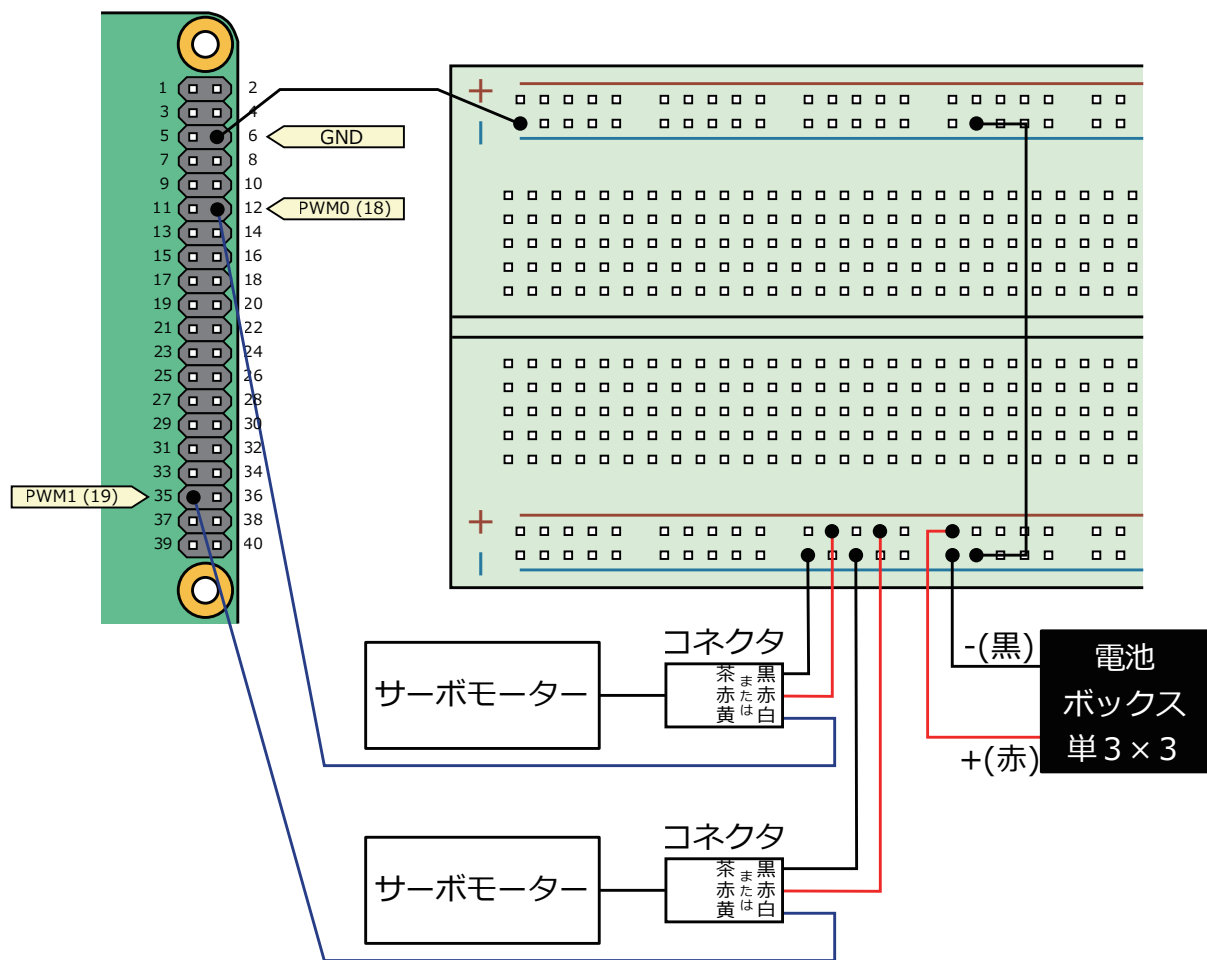 1 2
3 4
5 6
GND
7 8
9 10
11 12
PWM0 (18)
13 14
15 16
17 18
19 20
21 22
23 24
25 26
27 28
29 30
31 32
33 34
PWM1 (19)
35 36
37 38
39 40
+
-
+
-
コネクタ
サーボモーター
茶 黒
赤 赤
黄 白
または
コネクタ
サーボモーター
茶 黒
赤 赤
黄 白
または
-(黒)
+(赤)
電池
ボックス
単３×３